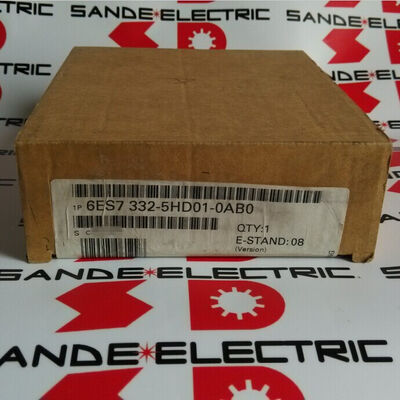 SANDE✷ELECTRIC
1P 6ES7 332-5HD01-0AB0
QTY:1
S C
E-STAND:08
(Version)
SANDE✷ELECTRIC
SANDE✷ELECTRIC